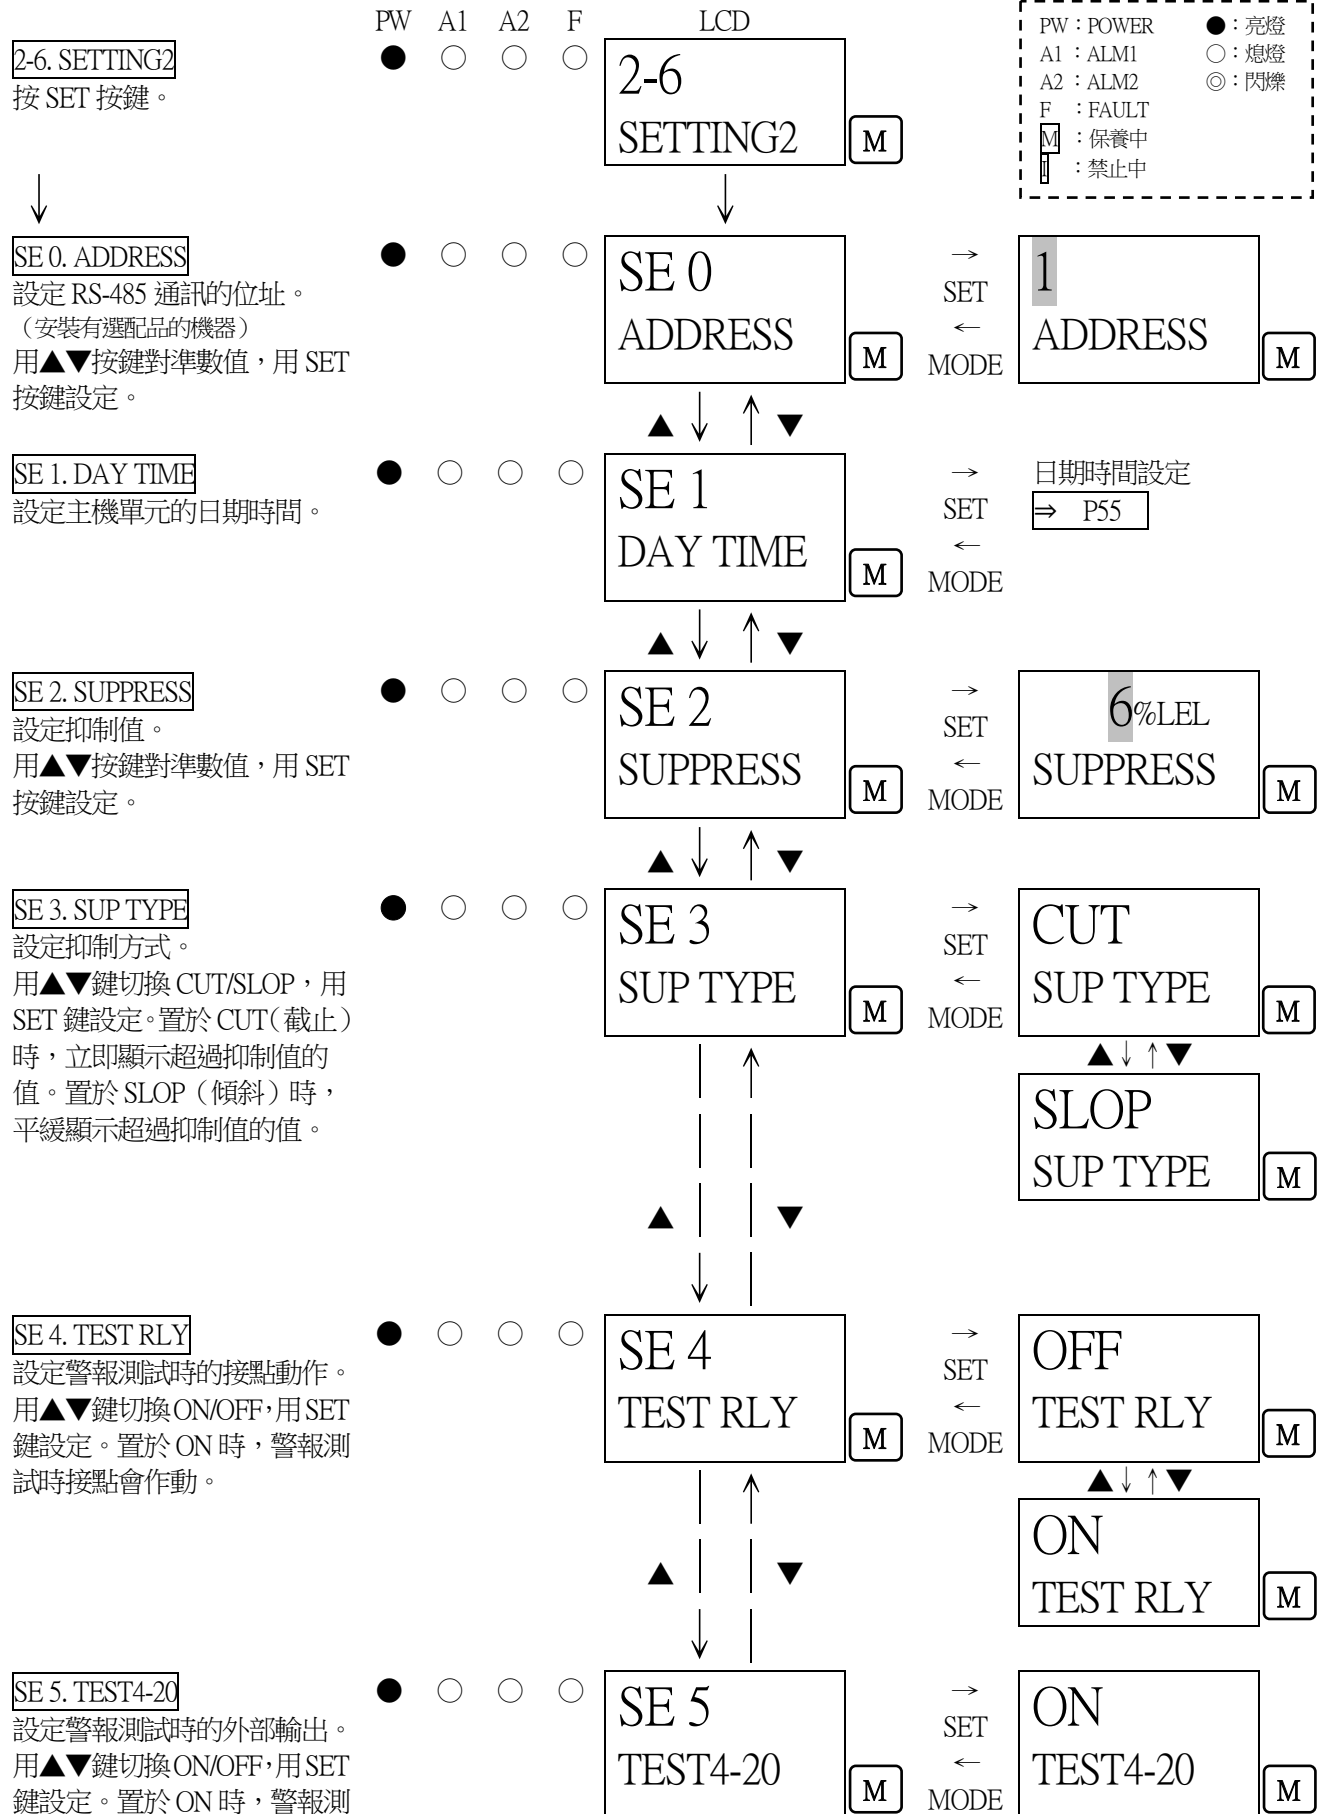 PW A1 A2 F LCD
PW：POWER ●：亮燈
A1：ALM1 ○：熄燈
A2：ALM2 ◎：閃爍
F ：FAULT
M ：保養中
I ：禁止中
2-6. SETTING2
按 SET 按鍵。
● ○ ○ ○
2-6
SETTING2
M
↓ ↓
SE 0. ADDRESS
設定 RS-485 通訊的位址。
（安裝有選配品的機器）
用▲▼按鍵對準數值，用 SET
按鍵設定。
● ○ ○ ○
SE 0
ADDRESS
M
→
SET
←
MODE
1
ADDRESS
M
▲↓ ↑▼
SE 1. DAY TIME
設定主機單元的日期時間。
● ○ ○ ○
SE 1
DAY TIME
M
→
SET
←
MODE
日期時間設定
⇒ P55
▲↓ ↑▼
SE 2. SUPPRESS
設定抑制值。
用▲▼按鍵對準數值，用 SET
按鍵設定。
● ○ ○ ○
SE 2
SUPPRESS
M
→
SET
←
MODE
6%LEL
SUPPRESS
M
▲↓ ↑▼
SE 3. SUP TYPE
設定抑制方式。
用▲▼鍵切換 CUT/SLOP，用
SET 鍵設定。置於 CUT（截止）
時，立即顯示超過抑制值的
值。置於 SLOP（傾斜）時，
平緩顯示超過抑制值的值。
● ○ ○ ○
SE 3
SUP TYPE
M
→
SET
←
MODE
CUT
SUP TYPE
M
▲↓↑▼
SLOP
SUP TYPE
M
▲↓ ↑▼
SE 4. TEST RLY
設定警報測試時的接點動作。
用▲▼鍵切換 ON/OFF，用 SET
鍵設定。置於 ON 時，警報測
試時接點會作動。
● ○ ○ ○
SE 4
TEST RLY
M
→
SET
←
MODE
OFF
TEST RLY
M
▲↓↑▼
ON
TEST RLY
M
▲↓ ↑▼
SE 5. TEST4-20
設定警報測試時的外部輸出。
用▲▼鍵切換 ON/OFF，用 SET
鍵設定。置於 ON 時，警報測
● ○ ○ ○
SE 5
TEST4-20
M
→
SET
←
MODE
ON
TEST4-20
M